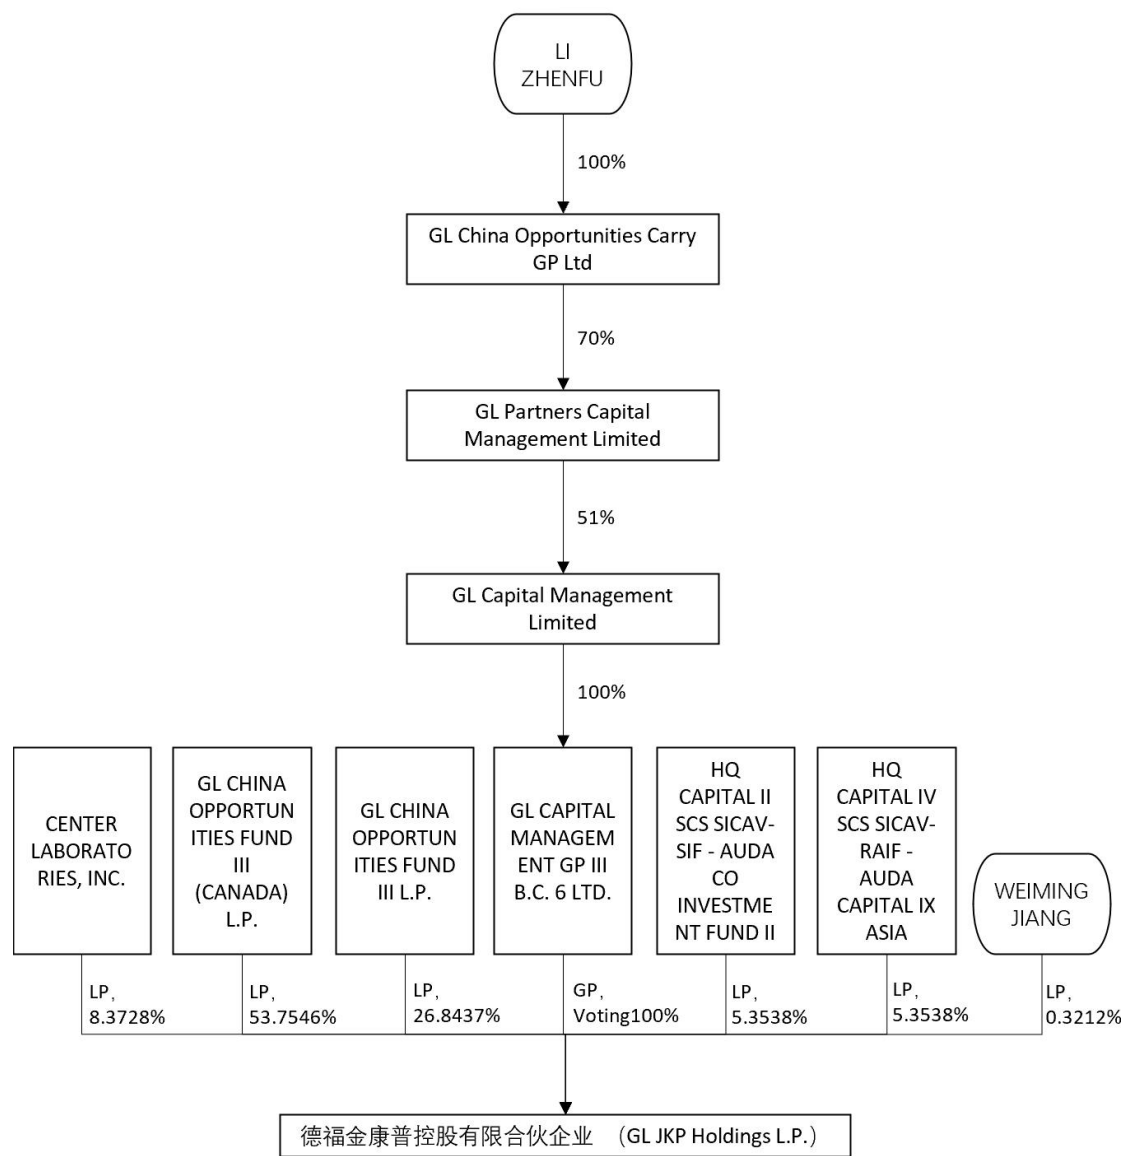 LI
ZHENFU
100%
GL China Opportunities Carry
GP Ltd
70%
GL Partners Capital
Management Limited
51%
GL Capital Management
Limited
100%
CENTER
LABORATO
RIES, INC.
GL CHINA
OPPORTUN
ITIES FUND
III
(CANADA)
L.P.
GL CHINA
OPPORTUN
ITIES FUND
III L.P.
GL CAPITAL
MANAGEM
ENT GP III
B.C. 6 LTD.
HQ
CAPITAL II
SCS SICAV-
SIF - AUDA
CO
INVESTME
NT FUND II
HQ
CAPITAL IV
SCS SICAV-
RAIF -
AUDA
CAPITAL IX
ASIA
WEIMING
JIANG
LP,
8.3728%
LP,
53.7546%
LP,
26.8437%
GP,
Voting100%
LP,
5.3538%
LP,
5.3538%
LP,
0.3212%
德福金康普控股有限合伙企业 （GL JKP Holdings L.P.）